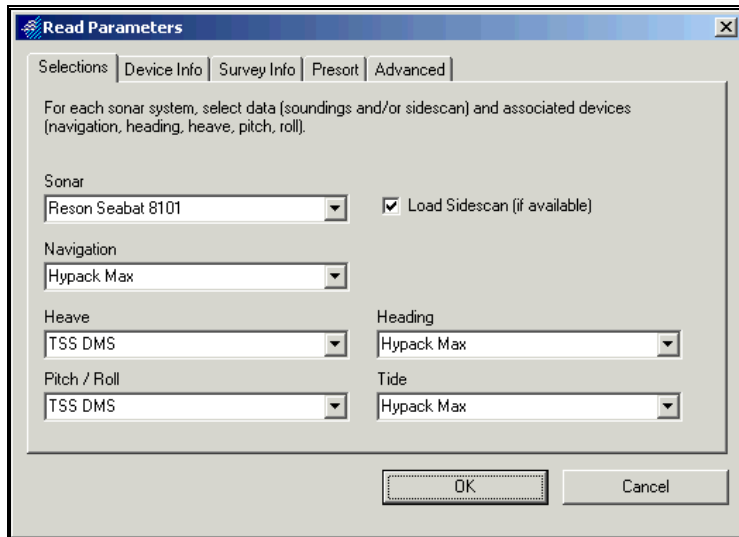 Read Parameters
Selections Device Info Survey Info Presort Advanced
For each sonar system, select data (soundings and/or sidescan) and associated devices
(navigation, heading, heave, pitch, roll).
Sonar
Reson Seabat 8101
Load Sidescan (if available)
Navigation
Hypack Max
Heave Heading
TSS DMS Hypack Max
Pitch / Roll Tide
TSS DMS Hypack Max
OK Cancel